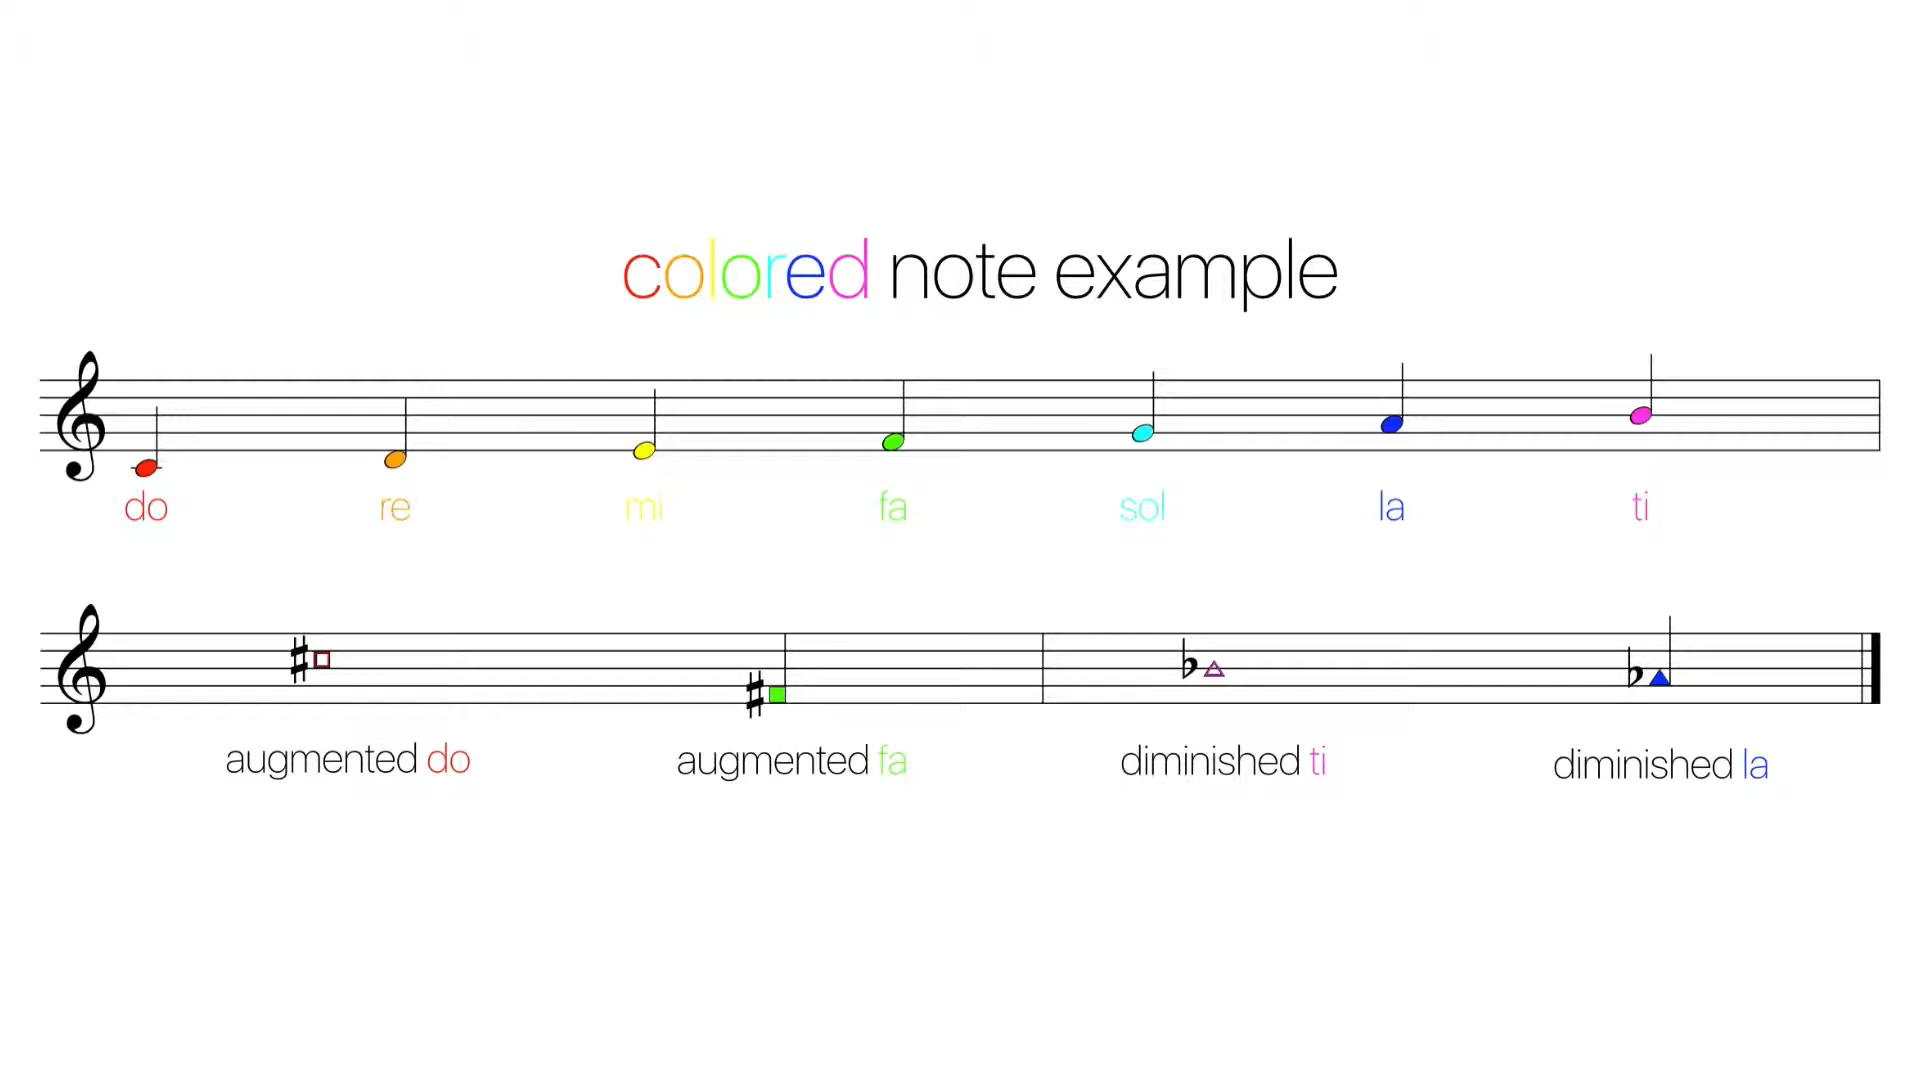 colored note example
do re mi fa sol la ti
augmented do augmented fa diminished ti diminished la